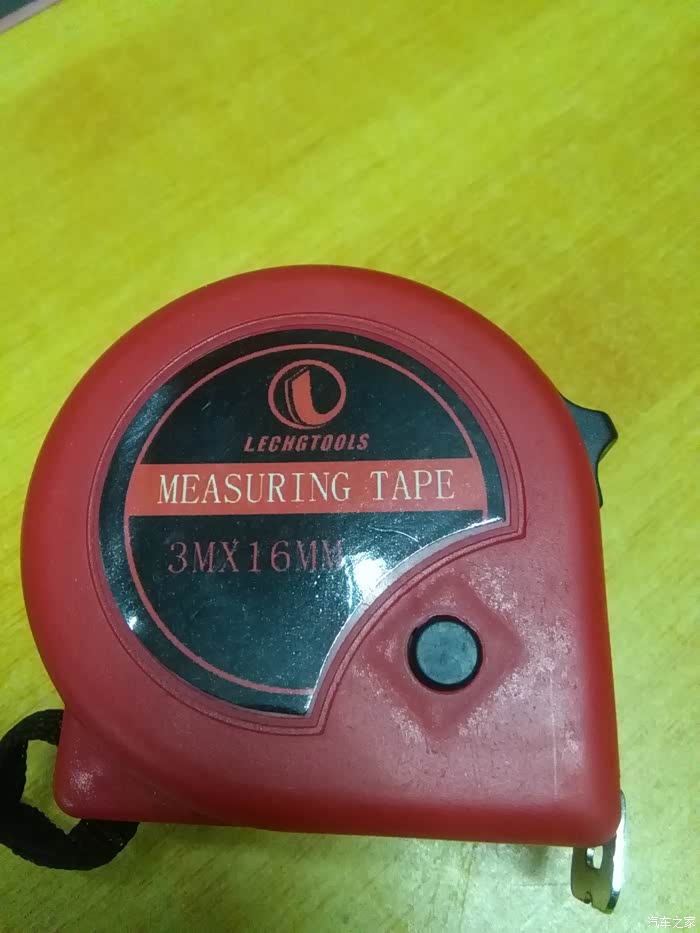 LECHGTOOLS
MEASURING TAPE
3MX16MM
汽车之家